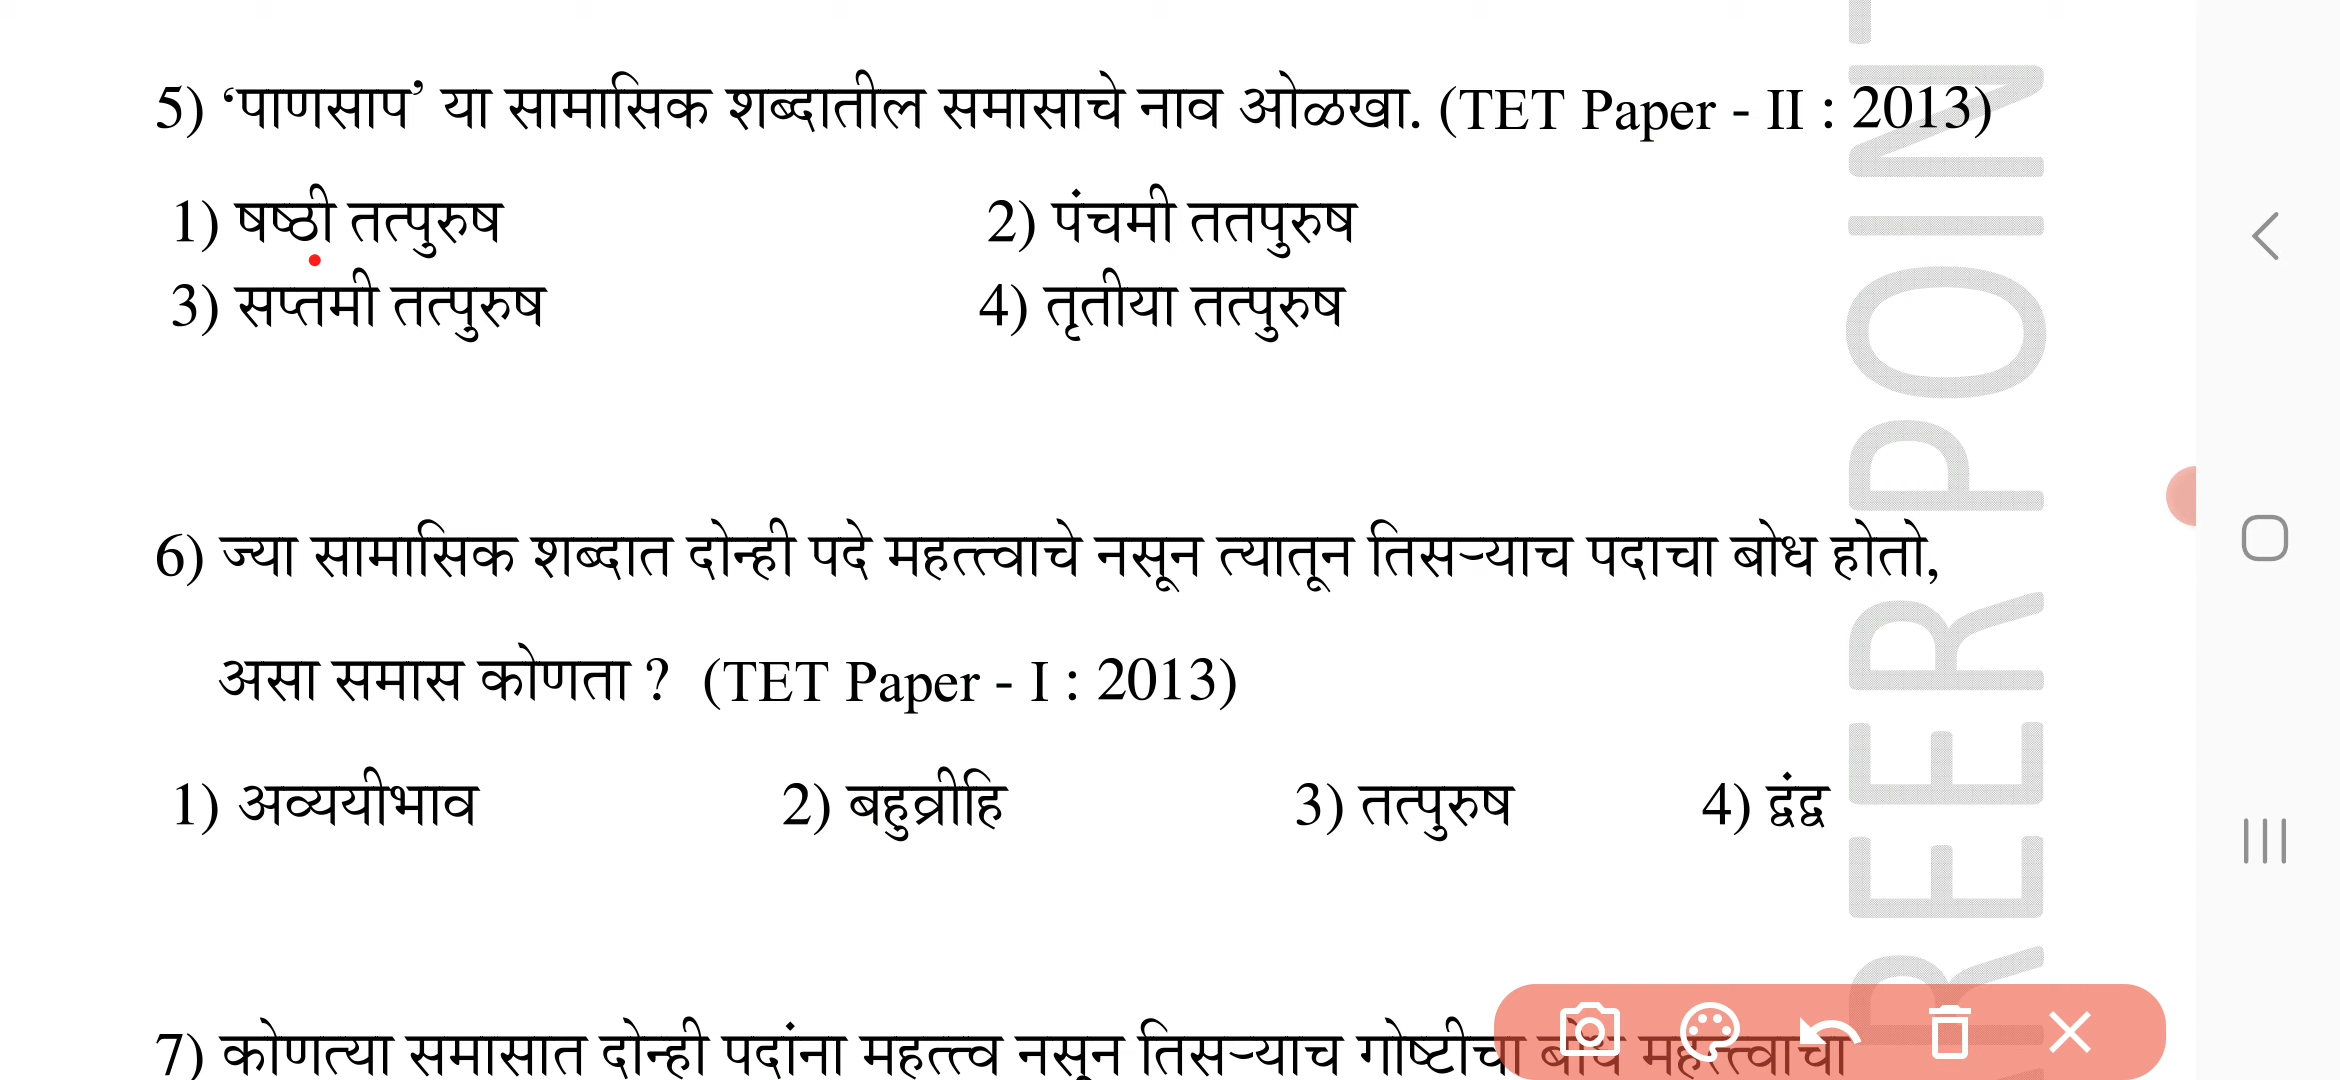 5) ‘पाणसाप’ या सामासिक शब्दातील समासाचे नाव ओळखा. (TET Paper - II : 2013)
1) षष्ठी तत्पुरुष 2) पंचमी ततपुरुष
3) सप्तमी तत्पुरुष 4) तृतीया तत्पुरुष
6) ज्या सामासिक शब्दात दोन्ही पदे महत्त्वाचे नसून त्यातून तिसऱ्याच पदाचा बोध होतो,
असा समास कोणता ? (TET Paper - I : 2013)
1) अव्ययीभाव 2) बहुव्रीहि 3) तत्पुरुष 4) द्वंद्व
7) कोणत्या समासात दोन्ही पदांना महत्त्व नसून तिसऱ्याच गोष्टीचा बोध महत्त्वाचा